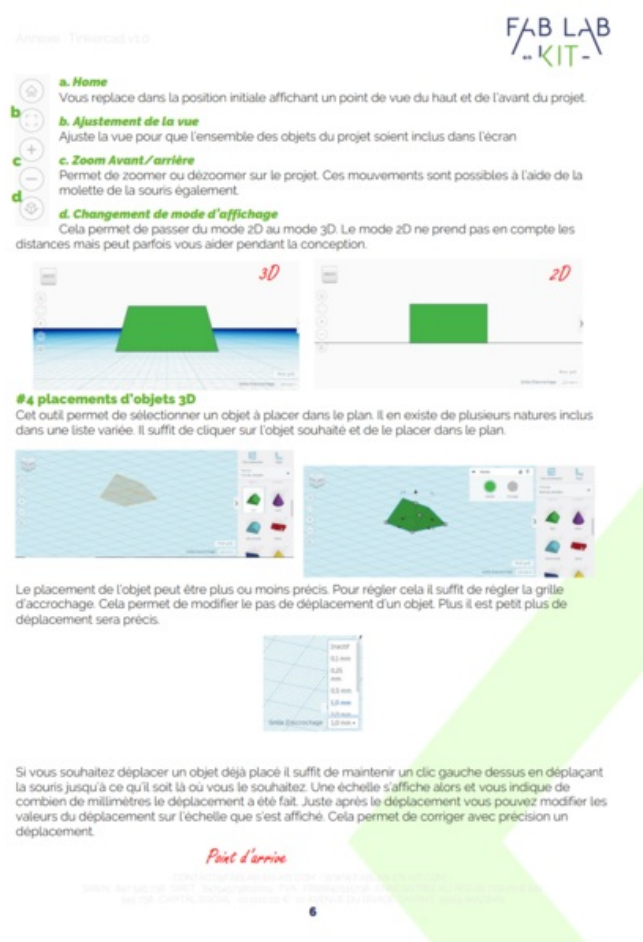 Annexe : Tinkercad v1.0
FAB LAB
KIT
a. Home
Vous replace dans la position initiale affichant un point de vue du haut et de l'avant du projet.
b
b. Ajustement de la vue
Ajuste la vue pour que l'ensemble des objets du projet soient inclus dans l'écran
c
c. Zoom Avant/arrière
Permet de zoomer ou dézoomer sur le projet. Ces mouvements sont possibles à l'aide de la
molette de la souris également.
d
d. Changement de mode d'affichage
Cela permet de passer du mode 2D au mode 3D. Le mode 2D ne prend pas en compte les
distances mais peut parfois vous aider pendant la conception.
3D
2D
#4 placements d'objets 3D
Cet outil permet de sélectionner un objet à placer dans le plan. Il en existe de plusieurs natures inclus
dans une liste variée. Il suffit de cliquer sur l'objet souhaité et de le placer dans le plan.
Le placement de l'objet peut être plus ou moins précis. Pour régler cela il suffit de régler la grille
d'accrochage. Cela permet de modifier le pas de déplacement d'un objet. Plus il est petit plus de
déplacement sera précis.
Inactif
0,1 mm
0,25
mm
0,5 mm
1,0 mm
Grille D'accrochage 1,0 mm
Si vous souhaitez déplacer un objet déjà placé il suffit de maintenir un clic gauche dessus en déplaçant
la souris jusqu'à ce qu'il soit là où vous le souhaitez. Une échelle s'affiche alors et vous indique de
combien de millimètres le déplacement a été fait. Juste après le déplacement vous pouvez modifier les
valeurs du déplacement sur l'échelle que s'est affiché. Cela permet de corriger avec précision un
déplacement.
Point d'arrive
6